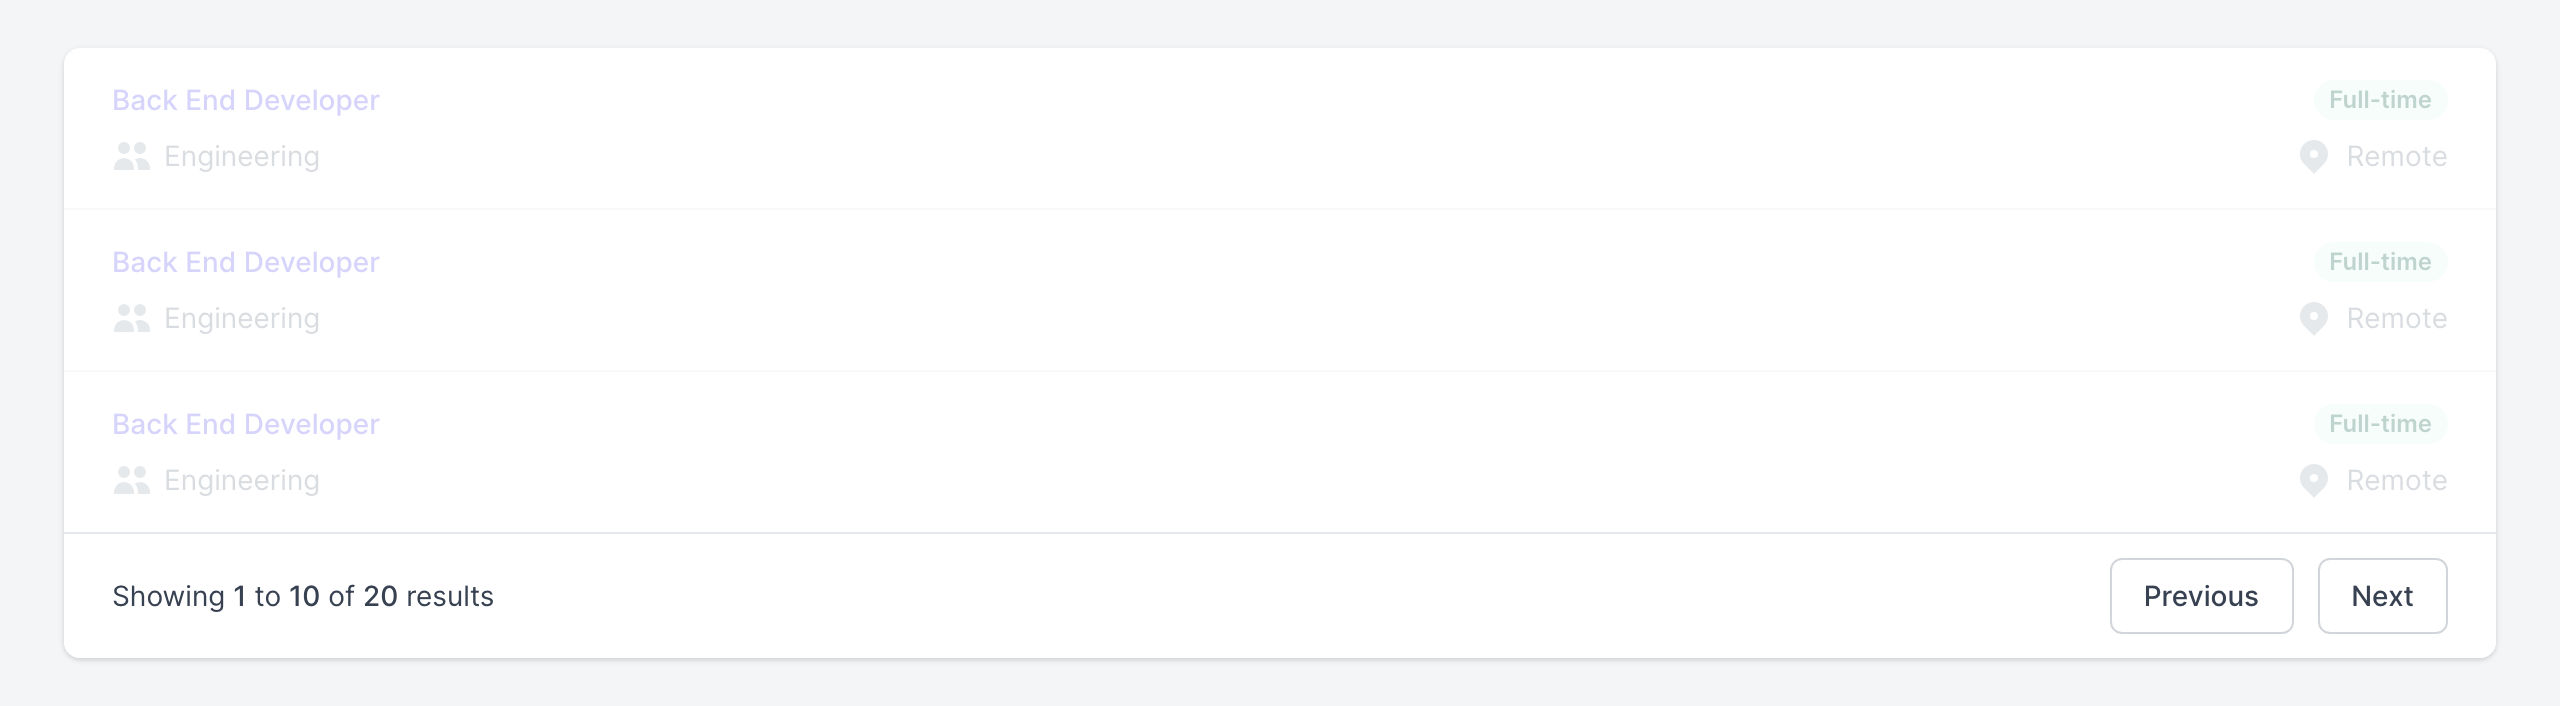 Back End Developer Full-time
Engineering Remote
Back End Developer Full-time
Engineering Remote
Back End Developer Full-time
Engineering Remote
Showing 1 to 10 of 20 results Previous Next